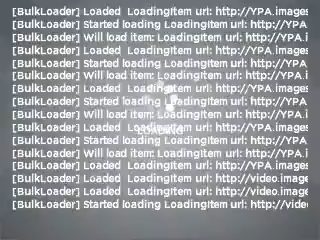 [BulkLoader] Loaded LoadingItem url: http://YPA.images
[BulkLoader] Started loading LoadingItem url: http://YPA
[BulkLoader] Will load item: LoadingItem url: http://YPA.i
[BulkLoader] Loaded LoadingItem url: http://YPA.images
[BulkLoader] Started loading LoadingItem url: http://YPA
[BulkLoader] Will load item: LoadingItem url: http://YPA.i
[BulkLoader] Loaded LoadingItem url: http://YPA.images
[BulkLoader] Started loading LoadingItem url: http://YPA
[BulkLoader] Will load item: LoadingItem url: http://YPA.i
[BulkLoader] Loaded LoadingItem url: http://YPA.images
LOADING
[BulkLoader] Started loading LoadingItem url: http://YPA
[BulkLoader] Will load item: LoadingItem url: http://YPA.i
[BulkLoader] Loaded LoadingItem url: http://YPA.images
[BulkLoader] Loaded LoadingItem url: http://video.image
[BulkLoader] Loaded LoadingItem url: http://video.image
[BulkLoader] Started loading LoadingItem url: http://vide